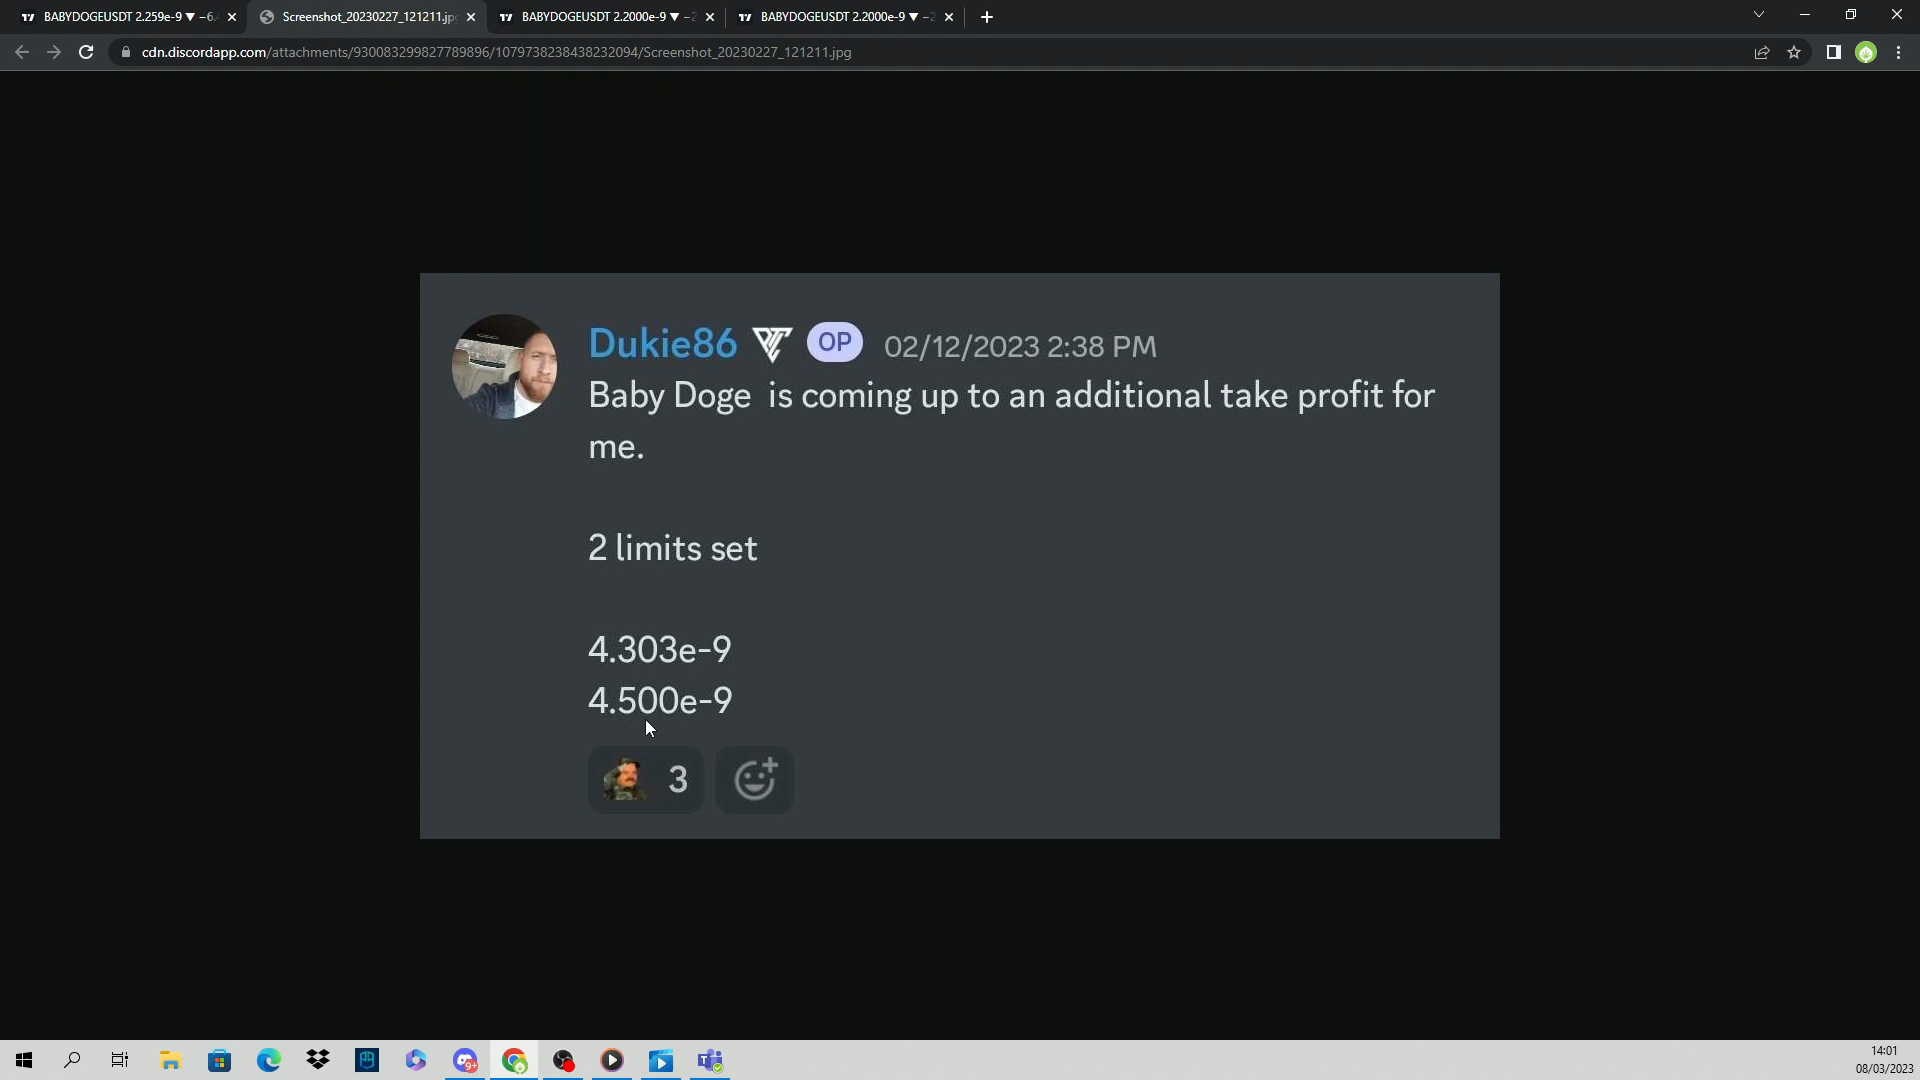 BABYDOGEUSDT 2.259e-9 ▼ −6.
Screenshot_20230227_121211.jp
BABYDOGEUSDT 2.2000e-9 ▼ −2
BABYDOGEUSDT 2.2000e-9 ▼ −2
cdn.discordapp.com/attachments/930083299827789896/1079738238438232094/Screenshot_20230227_121211.jpg
Dukie86 OP 02/12/2023 2:38 PM
Baby Doge is coming up to an additional take profit for
me.
2 limits set
4.303e-9
4.500e-9
3
9+
14:01
08/03/2023